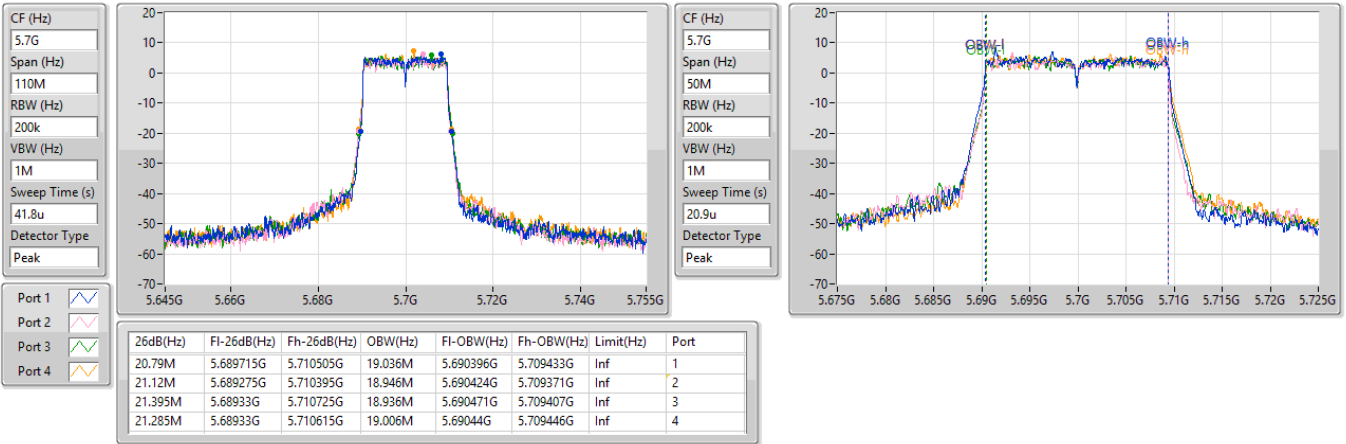 CF (Hz)
5.7G
Span (Hz)
110M
RBW (Hz)
200k
VBW (Hz)
1M
Sweep Time (s)
41.8u
Detector Type
Peak
20
10
0
-10
-20
-30
-40
-50
-60
-70
5.645G 5.66G 5.68G 5.7G 5.72G 5.74G 5.755G
CF (Hz)
5.7G
Span (Hz)
50M
RBW (Hz)
200k
VBW (Hz)
1M
Sweep Time (s)
20.9u
Detector Type
Peak
20
10
0
-10
-20
-30
-40
-50
-60
-70
OBW-l OBW-h
5.675G 5.68G 5.685G 5.69G 5.695G 5.7G 5.705G 5.71G 5.715G 5.72G 5.725G
Port 1
Port 2
Port 3
Port 4
26dB(Hz) Fl-26dB(Hz) Fh-26dB(Hz) OBW(Hz) Fl-OBW(Hz) Fh-OBW(Hz) Limit(Hz) Port
20.79M 5.689715G 5.710505G 19.036M 5.690396G 5.709433G Inf 1
21.12M 5.689275G 5.710395G 18.946M 5.690424G 5.709371G Inf 2
21.395M 5.68933G 5.710725G 18.936M 5.690471G 5.709407G Inf 3
21.285M 5.68933G 5.710615G 19.006M 5.69044G 5.709446G Inf 4